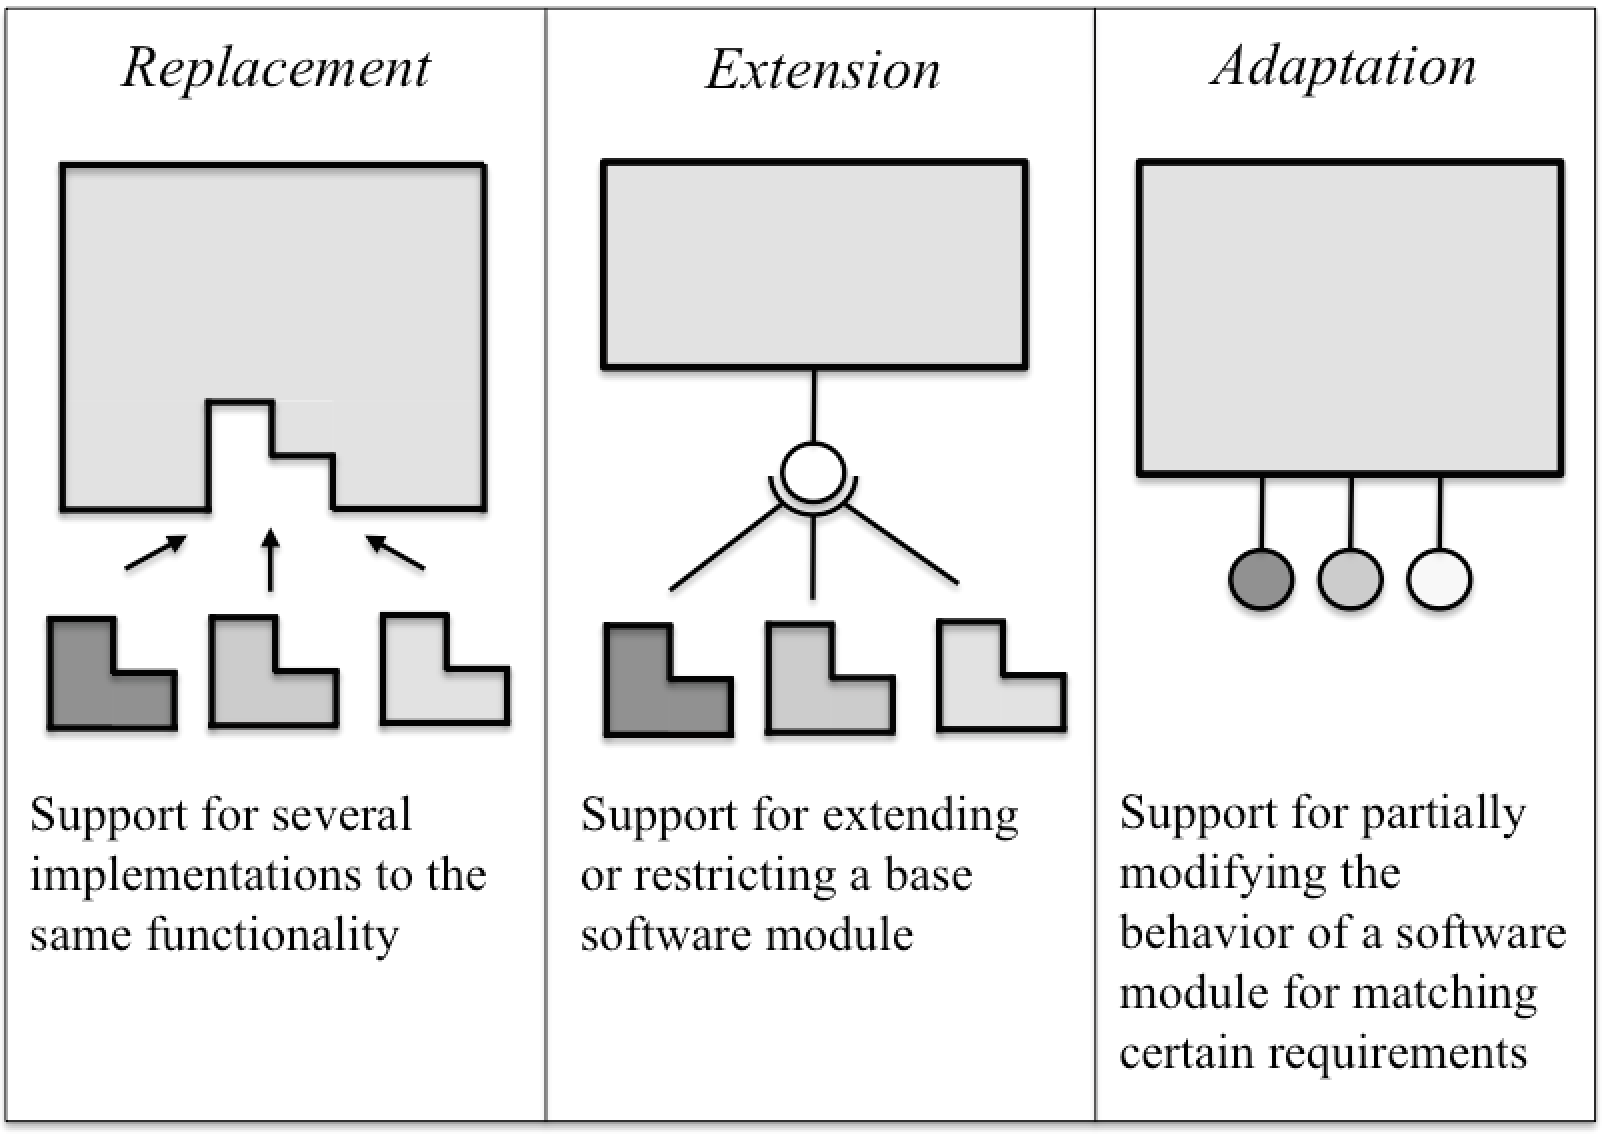 Replacement
Support for several
implementations to the
same functionality
Extension
Support for extending
or restricting a base
software module
Adaptation
Support for partially
modifying the
behavior of a software
module for matching
certain requirements